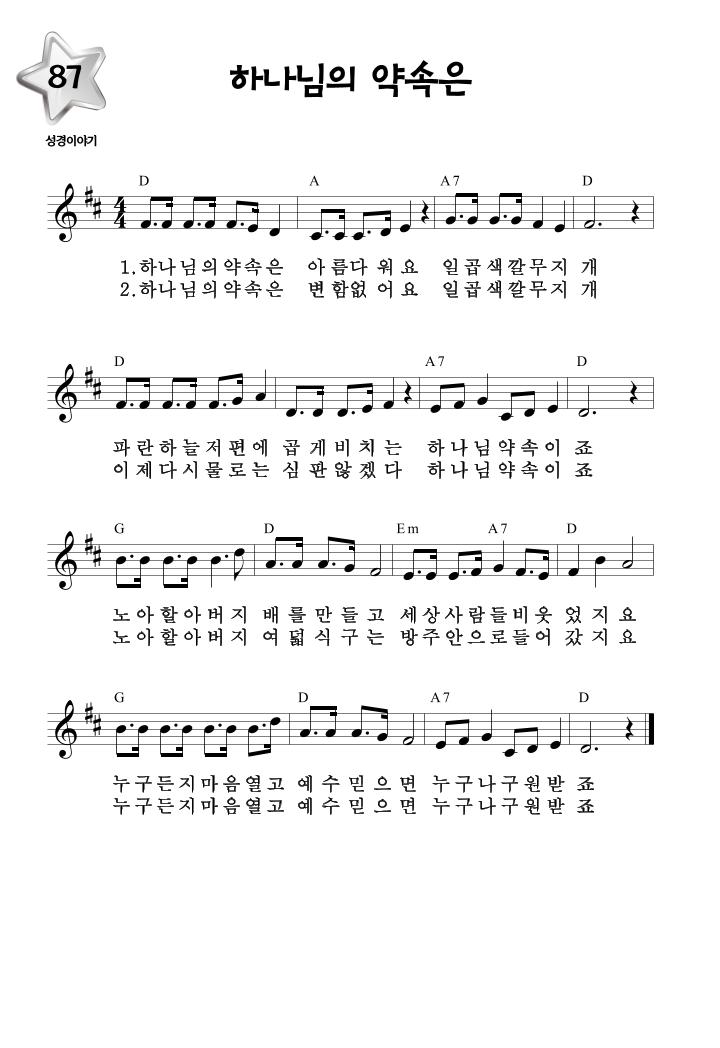 87
하나님의 약속은
성경이야기
D A A7 D
4
4
1.하나님의약속은 아름다워요 일곱색깔무지개
2.하나님의약속은 변함없어요 일곱색깔무지개
D A7 D
파란하늘저편에 곱게비치는 하나님약속이죠
이제다시물로는 심판않겠다 하나님약속이죠
G D Em A7 D
노아할아버지 배를만들고 세상사람들비웃었지요
노아할아버지 여덟식구는 방주안으로들어갔지요
G D A7 D
누구든지마음열고 예수믿으면 누구나구원받죠
누구든지마음열고 예수믿으면 누구나구원받죠